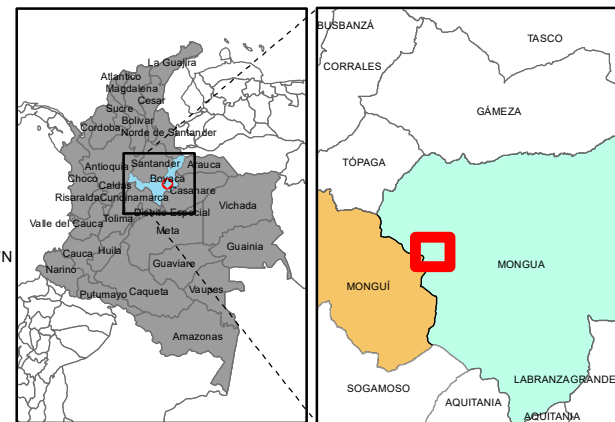 La Guajira
Atlantico
Magdalena
Cesar
Sucre
Bolivar
Cordoba
Norde de Santander
Santander
Arauca
Antioquia
Boyaca
Choco
Caldas
Casanare
Risaralda
Cundinamarca
Vichada
Tolima
Distrito Especial
Valle del Cauca
Meta
Guainia
Cauca
Huila
Guaviare
Narino
Putumayo
Caqueta
Vaupes
Amazonas
"N
BUSBANZÁ
TASCO
CORRALES
GÁMEZA
TÓPAGA
MONGUA
MONGUÍ
LABRANZAGRANDE
SOGAMOSO
AQUITANIA
AQUITANIA